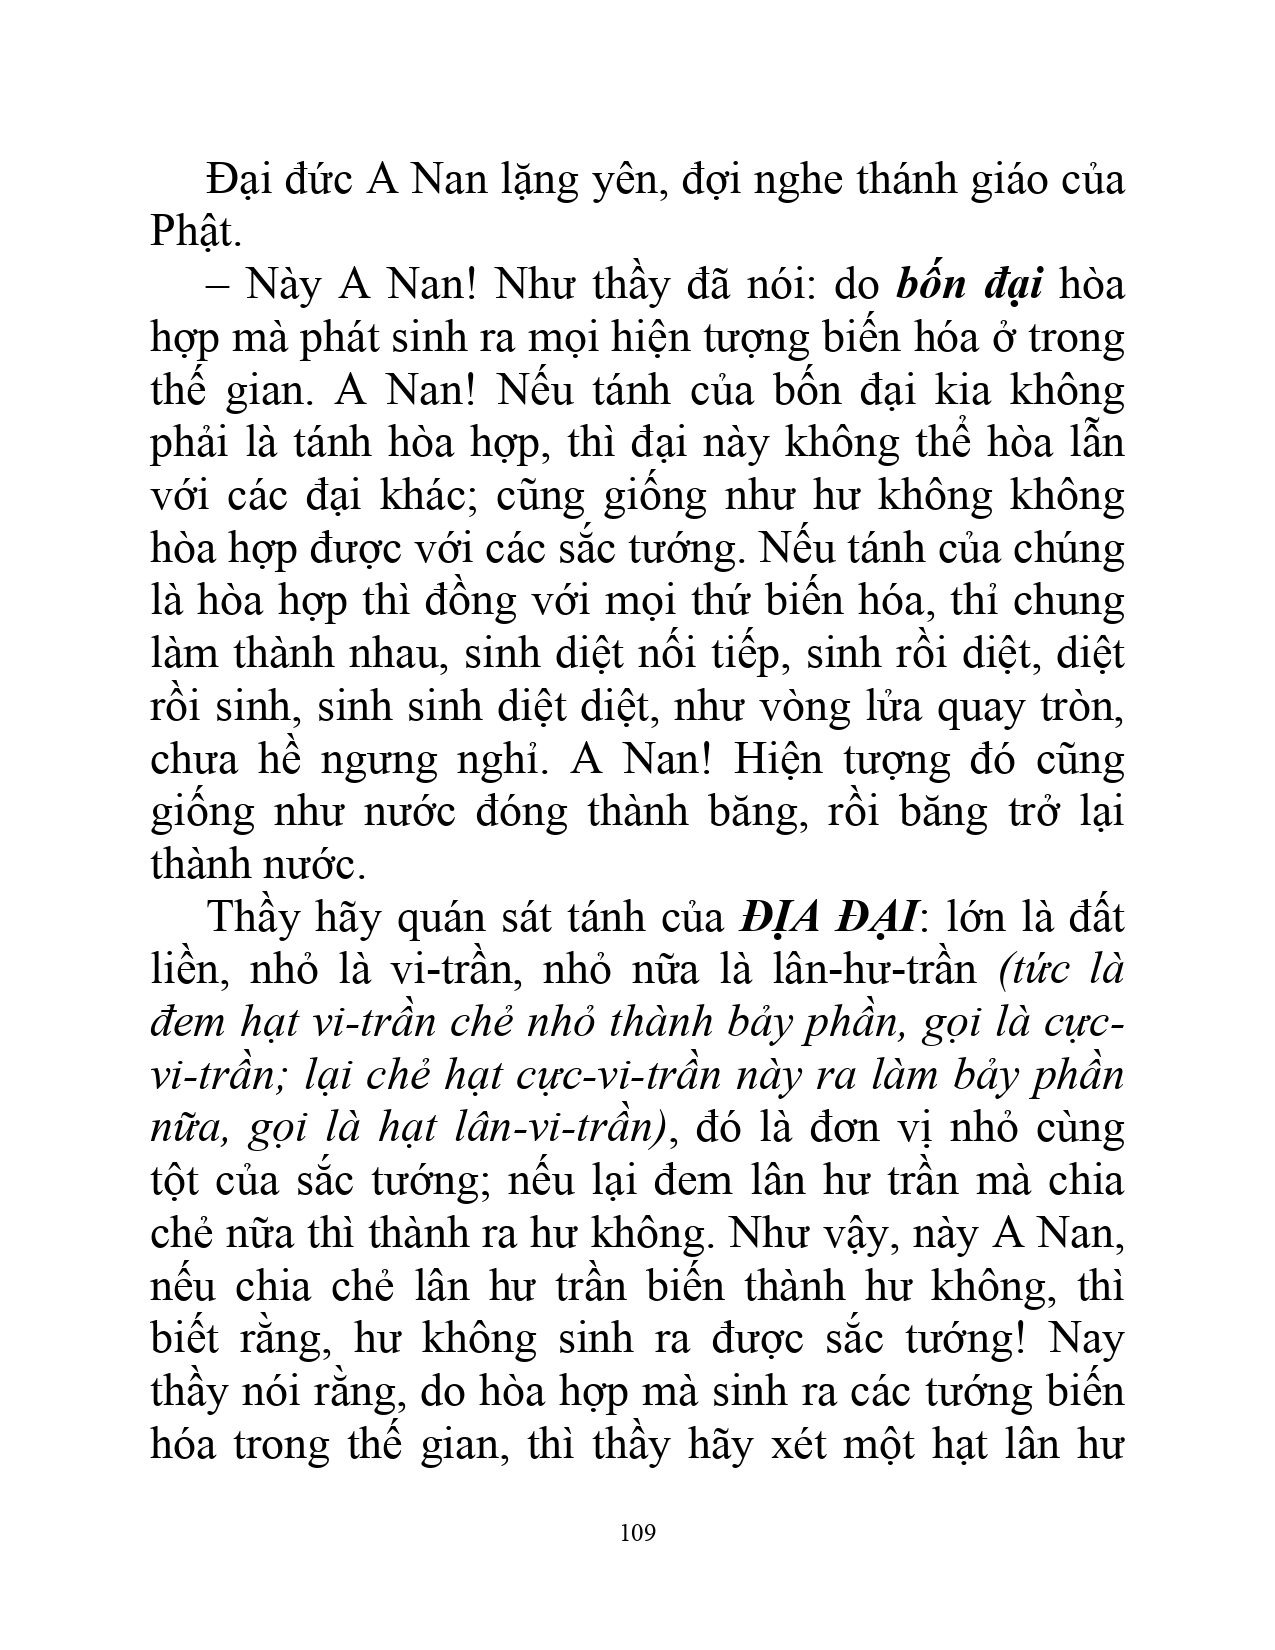 Đại đức A Nan lặng yên, đợi nghe thánh giáo của
Phật.
– Này A Nan! Như thầy đã nói: do bốn đại hòa
hợp mà phát sinh ra mọi hiện tượng biến hóa ở trong
thế gian. A Nan! Nếu tánh của bốn đại kia không
phải là tánh hòa hợp, thì đại này không thể hòa lẫn
với các đại khác; cũng giống như hư không không
hòa hợp được với các sắc tướng. Nếu tánh của chúng
là hòa hợp thì đồng với mọi thứ biến hóa, thỉ chung
làm thành nhau, sinh diệt nối tiếp, sinh rồi diệt, diệt
rồi sinh, sinh sinh diệt diệt, như vòng lửa quay tròn,
chưa hề ngưng nghỉ. A Nan! Hiện tượng đó cũng
giống như nước đóng thành băng, rồi băng trở lại
thành nước.
Thầy hãy quán sát tánh của ĐỊA ĐẠI: lớn là đất
liền, nhỏ là vi-trần, nhỏ nữa là lân-hư-trần (tức là
đem hạt vi-trần chẻ nhỏ thành bảy phần, gọi là cực-
vi-trần; lại chẻ hạt cực-vi-trần này ra làm bảy phần
nữa, gọi là hạt lân-vi-trần), đó là đơn vị nhỏ cùng
tột của sắc tướng; nếu lại đem lân hư trần mà chia
chẻ nữa thì thành ra hư không. Như vậy, này A Nan,
nếu chia chẻ lân hư trần biến thành hư không, thì
biết rằng, hư không sinh ra được sắc tướng! Nay
thầy nói rằng, do hòa hợp mà sinh ra các tướng biến
hóa trong thế gian, thì thầy hãy xét một hạt lân hư
109